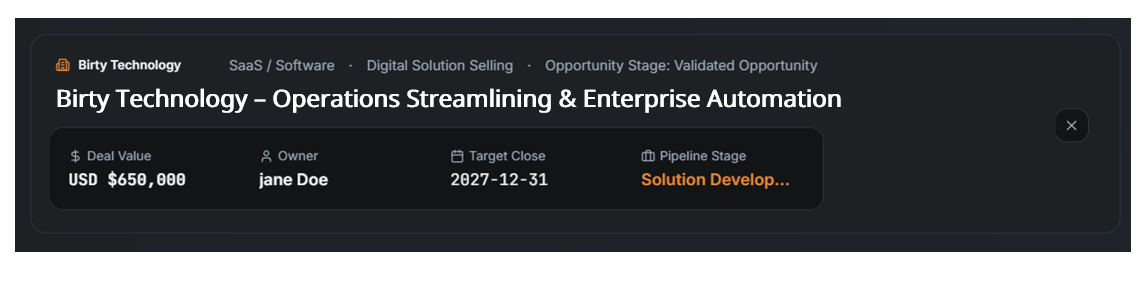 Birty Technology SaaS / Software · Digital Solution Selling · Opportunity Stage: Validated Opportunity
Birty Technology – Operations Streamlining & Enterprise Automation
Deal Value Owner Target Close Pipeline Stage
USD $650,000 jane Doe 2027-12-31 Solution Develop...